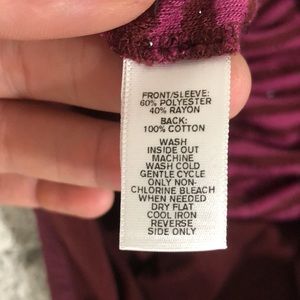 FRONT/SLEEVE:
60% POLYESTER
40% RAYON
BACK:
100% COTTON
WASH
INSIDE OUT
MACHINE
WASH COLD
GENTLE CYCLE
ONLY NON-
CHLORINE BLEACH
WHEN NEEDED
DRY FLAT
COOL IRON
REVERSE
SIDE ONLY